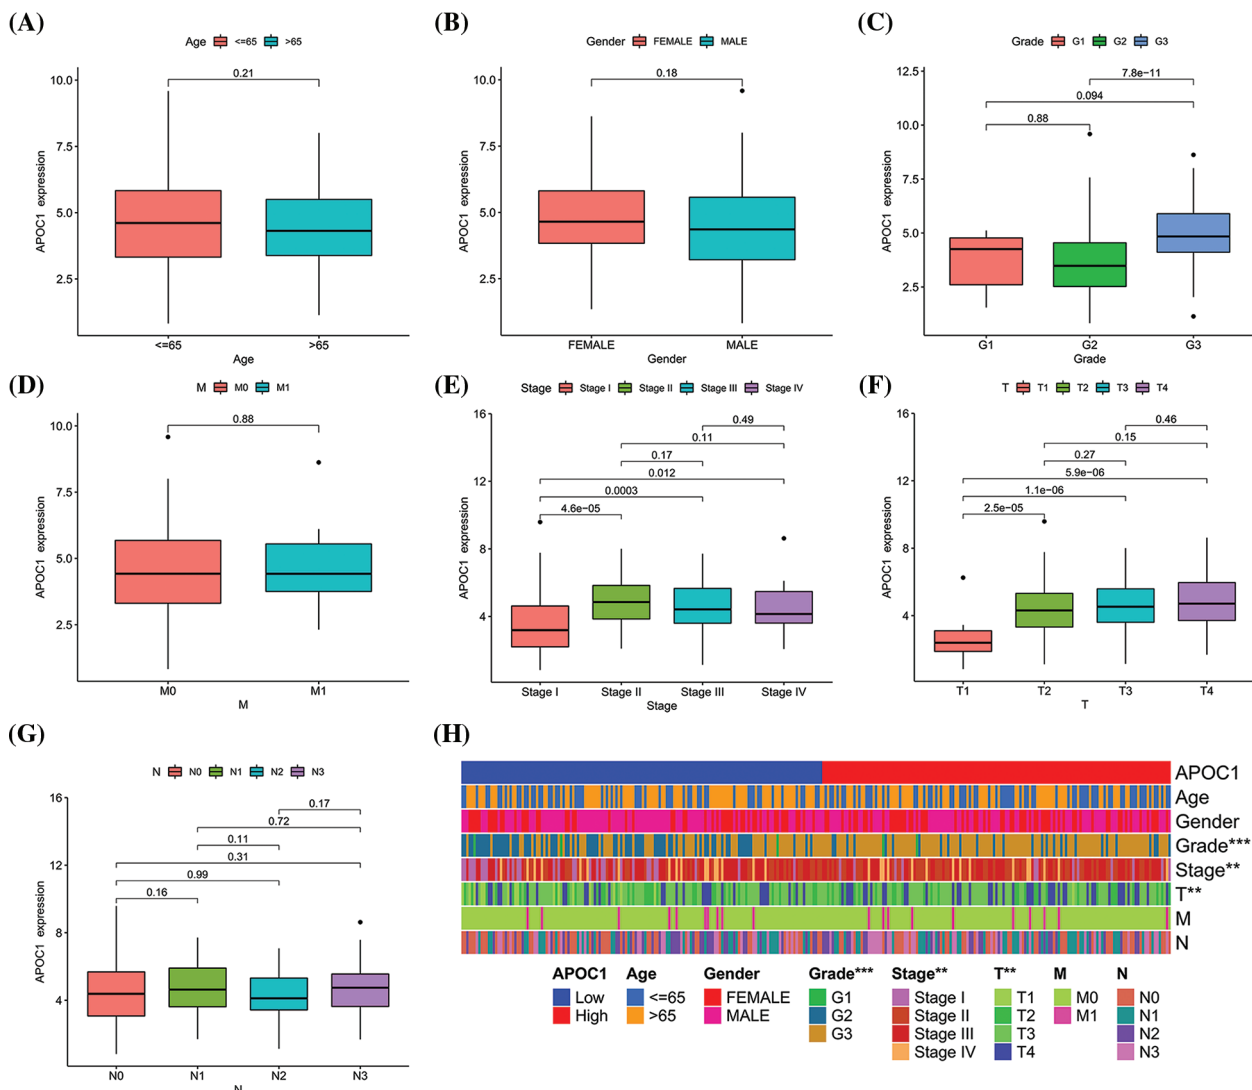 (A)
Age <=65 >65
10.0
7.5
5.0
2.5
APOC1 expression
0.21
<=65 >65
Age
(B)
Gender FEMALE MALE
10.0
7.5
5.0
2.5
APOC1 expression
0.18
FEMALE MALE
Gender
(C)
Grade G1 G2 G3
12.5
10.0
7.5
5.0
2.5
APOC1 expression
7.8e−11
0.094
0.88
G1 G2 G3
Grade
(D)
M M0 M1
10.0
7.5
5.0
2.5
APOC1 expression
0.88
M0 M1
M
(E)
Stage Stage I Stage II Stage III Stage IV
16
12
8
4
APOC1 expression
0.49
0.11
0.17
0.012
0.0003
4.6e−05
Stage I Stage II Stage III Stage IV
Stage
(F)
T T1 T2 T3 T4
16
12
8
4
APOC1 expression
0.46
0.15
0.27
5.9e−06
1.1e−06
2.5e−05
T1 T2 T3 T4
T
(G)
N N0 N1 N2 N3
16
12
8
4
APOC1 expression
0.17
0.72
0.11
0.31
0.99
0.16
N0 N1 N2 N3
N
(H)
APOC1
Age
Gender
Grade***
Stage**
T**
M
N
APOC1 Age Gender Grade*** Stage** T** M N
Low <=65 FEMALE G1 Stage I T1 M0 N0
High >65 MALE G2 Stage II T2 M1 N1
G3 Stage III T3 N2
Stage IV T4 N3